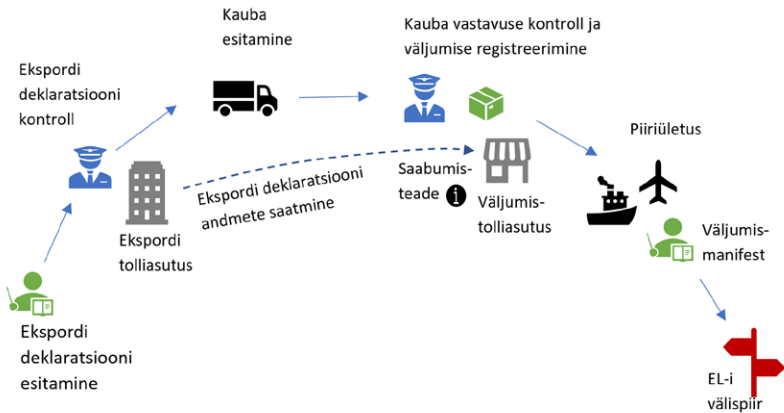 Kauba
esitamine
Kauba vastavuse kontroll ja
väljumise registreerimine
Ekspordi
deklaratsiooni
kontroll
Piiriületus
Ekspordi deklaratsiooni
andmete saatmine
Saabumis-
teade
Väljumis-
tolliasutus
Ekspordi
tolliasutus
Väljumis-
manifest
Ekspordi
deklaratsiooni
esitamine
EL-i
välispiir